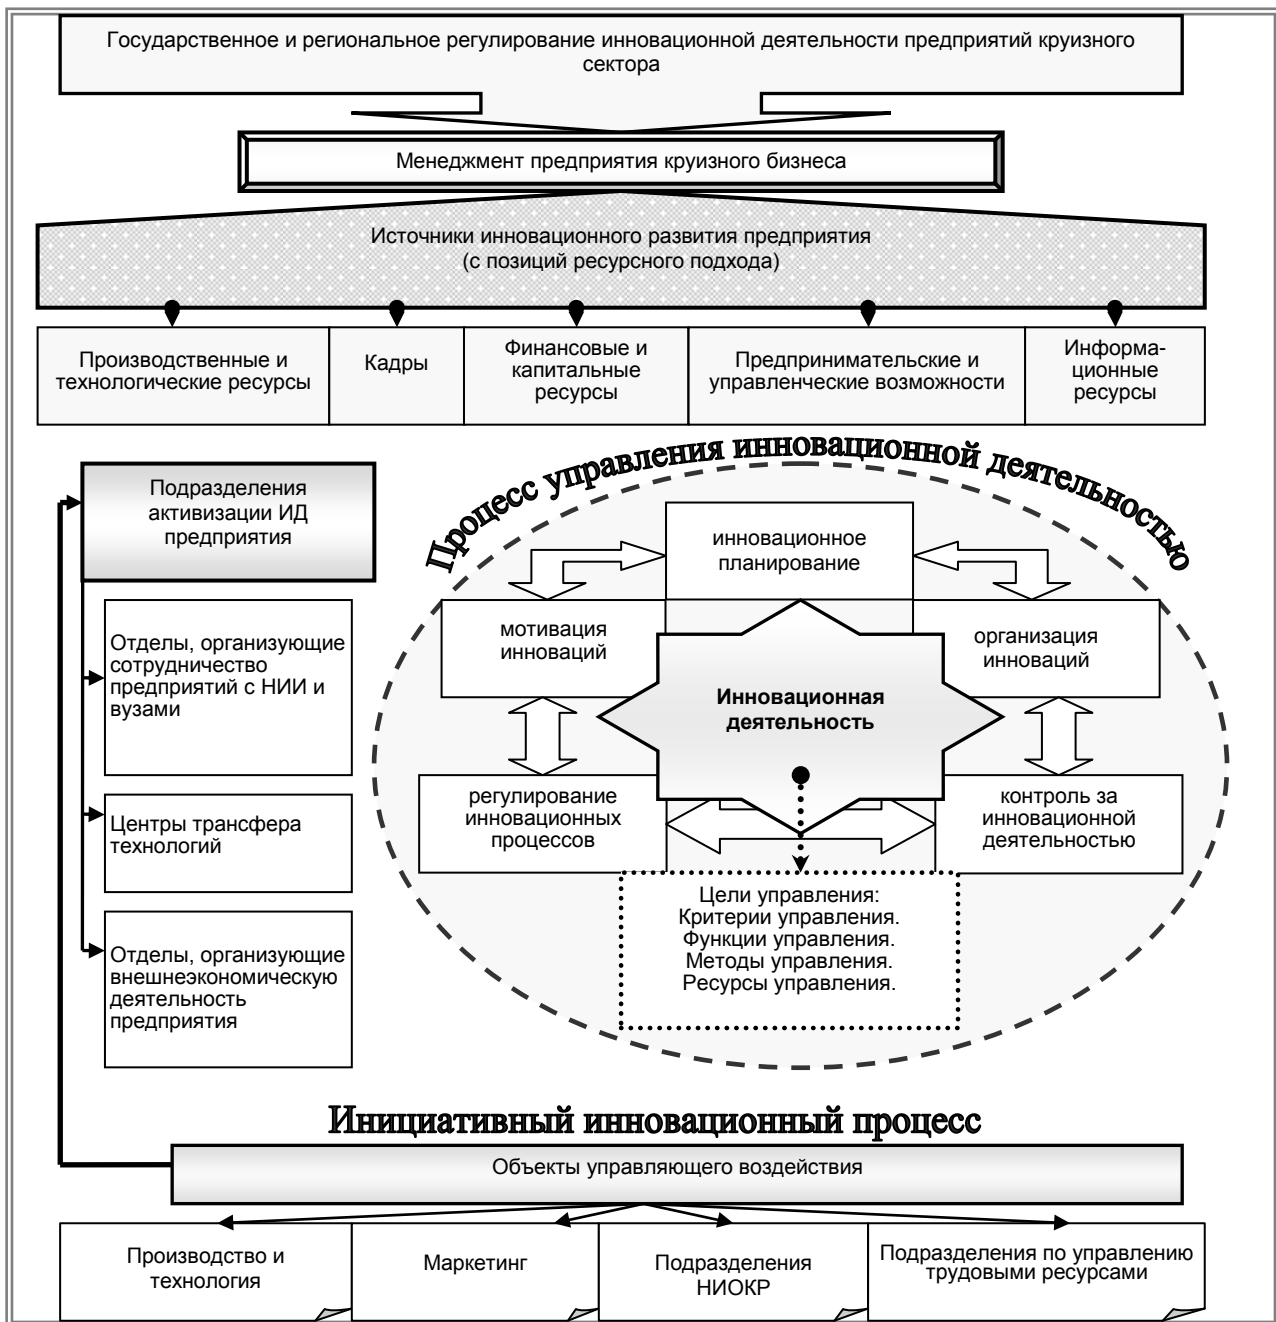 Государственное и региональное регулирование инновационной деятельности предприятий круизного
сектора
Менеджмент предприятия круизного бизнеса
Источники инновационного развития предприятия
(с позиций ресурсного подхода)
Производственные и
технологические ресурсы
Кадры
Финансовые и
капитальные
ресурсы
Предпринимательские и
управленческие возможности
Информа-
ционные
ресурсы
Подразделения
активизации ИД
предприятия
Отделы, организующие
сотрудничество
предприятий с НИИ и
вузами
Центры трансфера
технологий
Отделы, организующие
внешнеэкономическую
деятельность
предприятия
Процесс управления инновационной деятельностью
инновационное
планирование
мотивация
инноваций
организация
инноваций
Инновационная
деятельность
регулирование
инновационных
процессов
контроль за
инновационной
деятельностью
Цели управления:
Критерии управления.
Функции управления.
Методы управления.
Ресурсы управления.
Инициативный инновационный процесс
Объекты управляющего воздействия
Производство и
технология
Маркетинг
Подразделения
НИОКР
Подразделения по управлению
трудовыми ресурсами